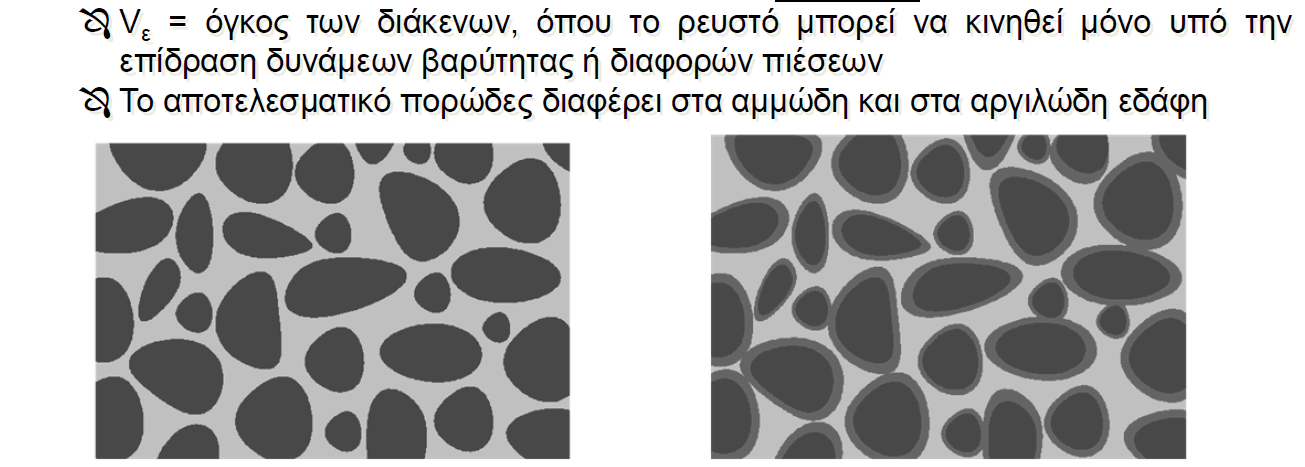 Vε = όγκος των διάκενων, όπου το ρευστό μπορεί να κινηθεί μόνο υπό την
επίδραση δυνάμεων βαρύτητας ή διαφορών πιέσεων
Το αποτελεσματικό πορώδες διαφέρει στα αμμώδη και στα αργιλώδη εδάφη